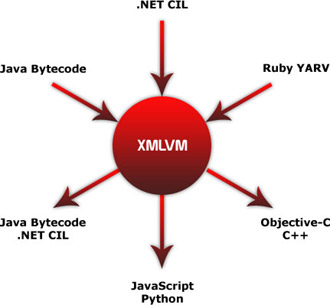 .NET CIL
Java Bytecode
Ruby YARV
XMLVM
Java Bytecode
.NET CIL
Objective-C
C++
JavaScript
Python